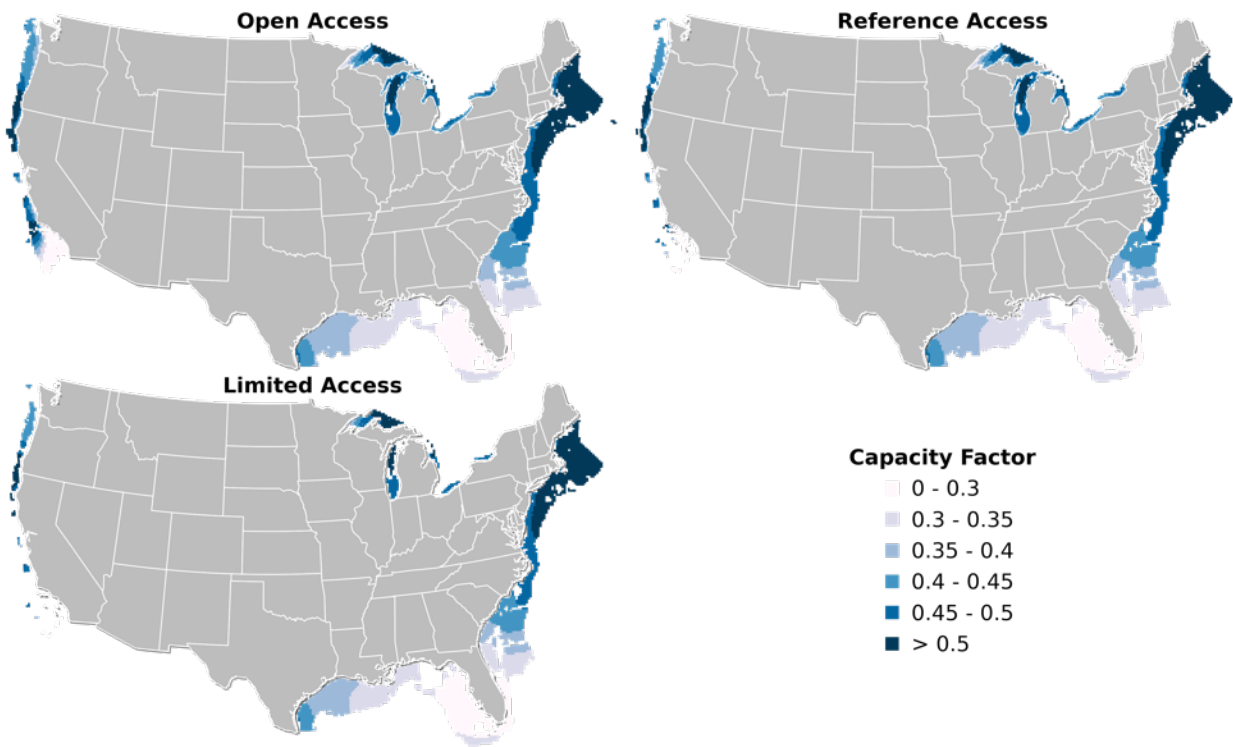 Open Access
Reference Access
Limited Access
Capacity Factor
0 - 0.3
0.3 - 0.35
0.35 - 0.4
0.4 - 0.45
0.45 - 0.5
> 0.5